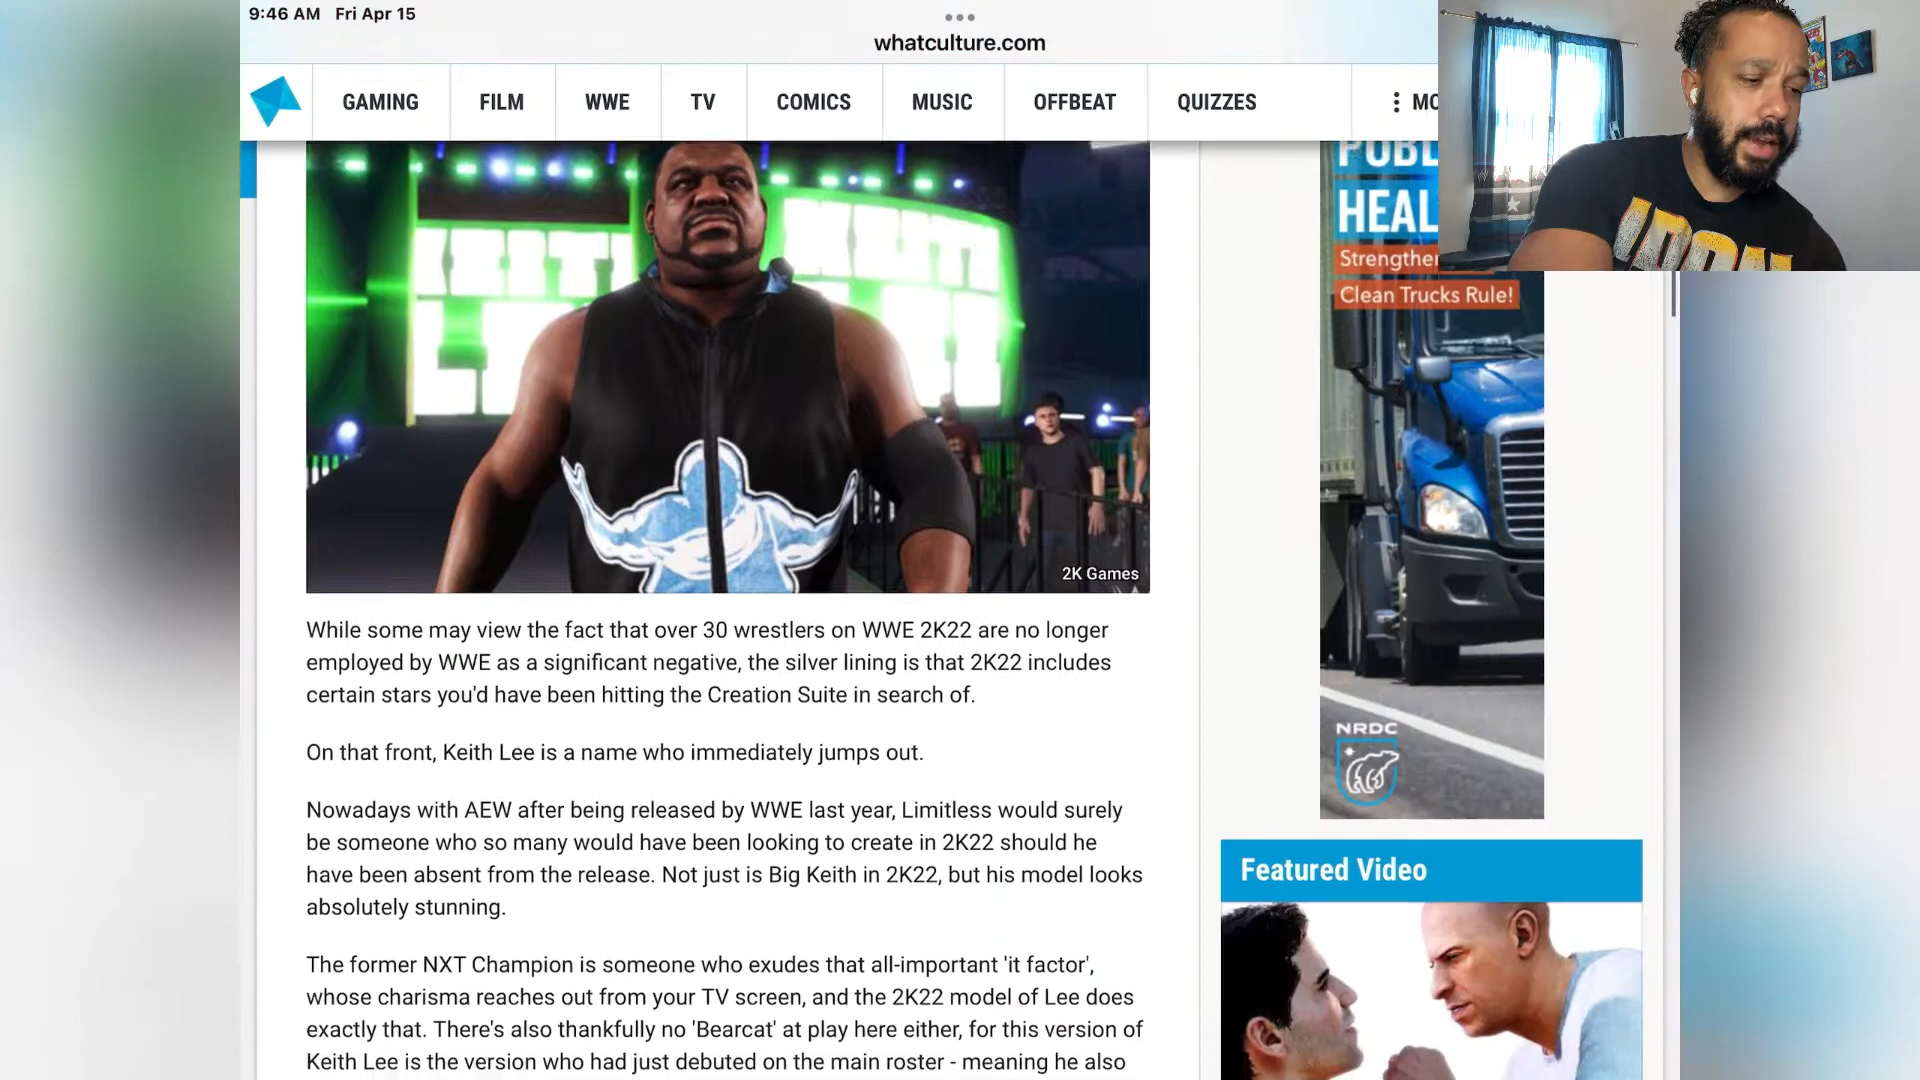 9:46 AM Fri Apr 15
whatculture.com
GAMING FILM WWE TV COMICS MUSIC OFFBEAT QUIZZES
2K Games
While some may view the fact that over 30 wrestlers on WWE 2K22 are no longer
employed by WWE as a significant negative, the silver lining is that 2K22 includes
certain stars you'd have been hitting the Creation Suite in search of.
On that front, Keith Lee is a name who immediately jumps out.
Nowadays with AEW after being released by WWE last year, Limitless would surely
be someone who so many would have been looking to create in 2K22 should he
have been absent from the release. Not just is Big Keith in 2K22, but his model looks
absolutely stunning.
The former NXT Champion is someone who exudes that all-important 'it factor',
whose charisma reaches out from your TV screen, and the 2K22 model of Lee does
exactly that. There's also thankfully no 'Bearcat' at play here either, for this version of
Keith Lee is the version who had just debuted on the main roster - meaning he also
Clean Trucks Rule!
NRDC
Featured Video